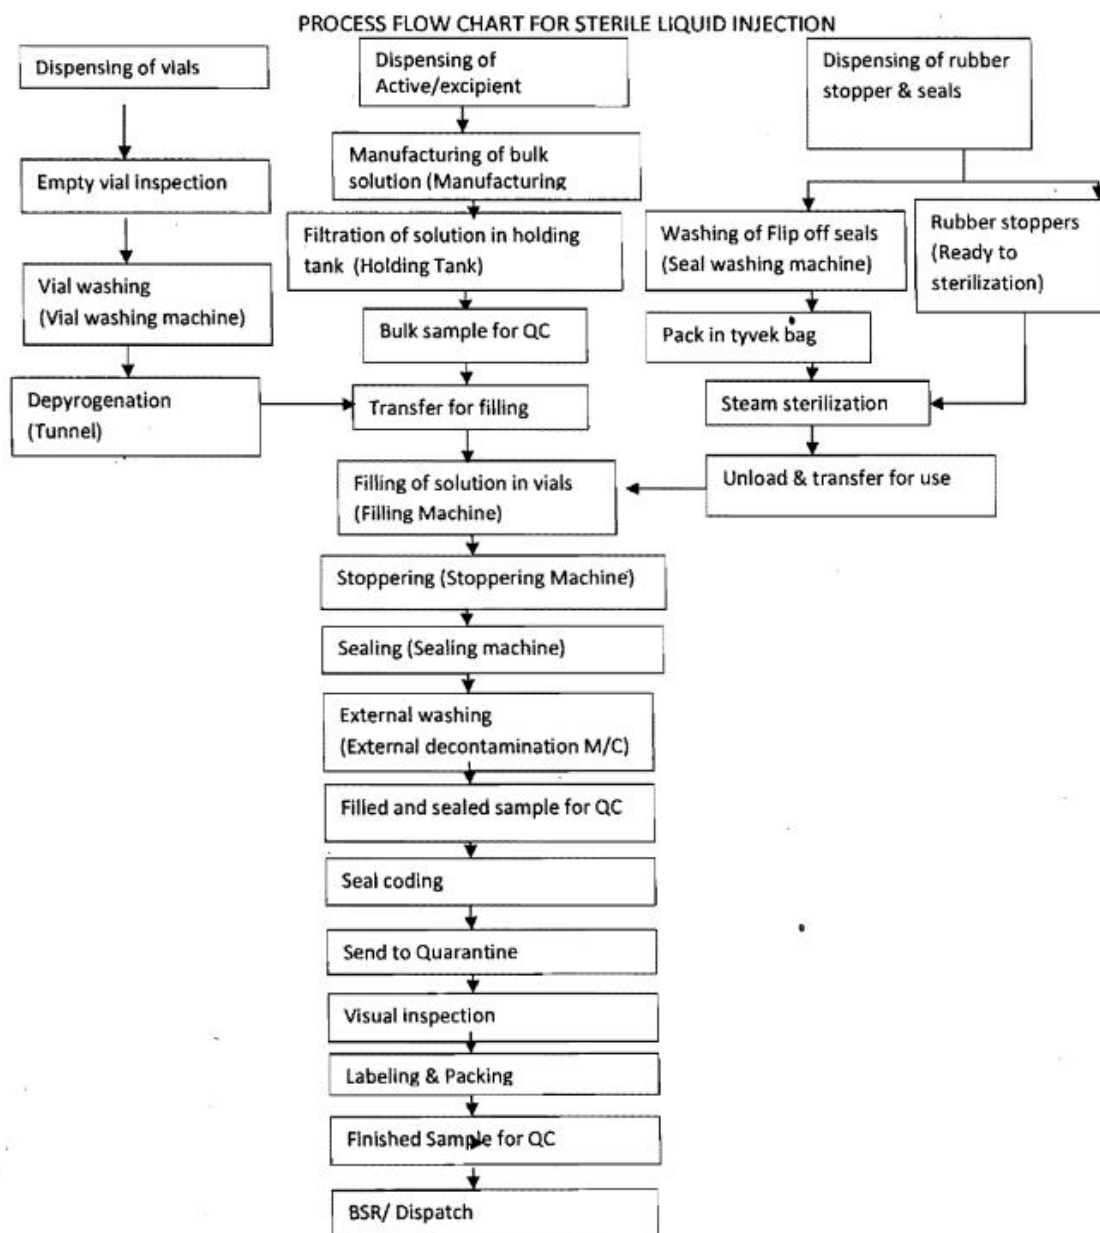 PROCESS FLOW CHART FOR STERILE LIQUID INJECTION
Dispensing of vials
Empty vial inspection
Vial washing
(Vial washing machine)
Depyrogenation
(Tunnel)
Dispensing of
Active/excipient
Manufacturing of bulk
solution (Manufacturing
Filtration of solution in holding
tank (Holding Tank)
Bulk sample for QC
Transfer for filling
Dispensing of rubber
stopper & seals
Washing of Flip off seals
(Seal washing machine)
Rubber stoppers
(Ready to
sterilization)
Pack in tyvek bag
Steam sterilization
Unload & transfer for use
Filling of solution in vials
(Filling Machine)
Stoppering (Stoppering Machine)
Sealing (Sealing machine)
External washing
(External decontamination M/C)
Filled and sealed sample for QC
Seal coding
Send to Quarantine
Visual inspection
Labeling & Packing
Finished Sample for QC
BSR/ Dispatch